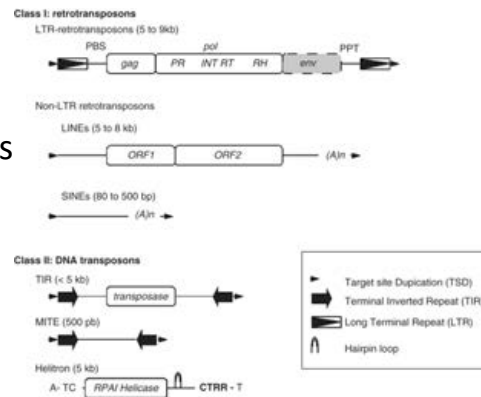 Class I: retrotransposons
LTR-retrotransposons (5 to 9kb)
PBS pol PPT
gag PR INT RT RH env
Non-LTR retrotransposons
LINEs (5 to 8 kb)
S
ORF1 ORF2 (A)n
SINEs (80 to 500 bp)
(A)n
Class II: DNA transposons
TIR (< 5 kb)
transposase
MITE (500 pb)
Helitron (5 kb)
A- TC RPAI Helicase CTRR - T
Target site Dupication (TSD)
Terminal Inverted Repeat (TIR)
Long Terminal Repeat (LTR)
Hairpin loop